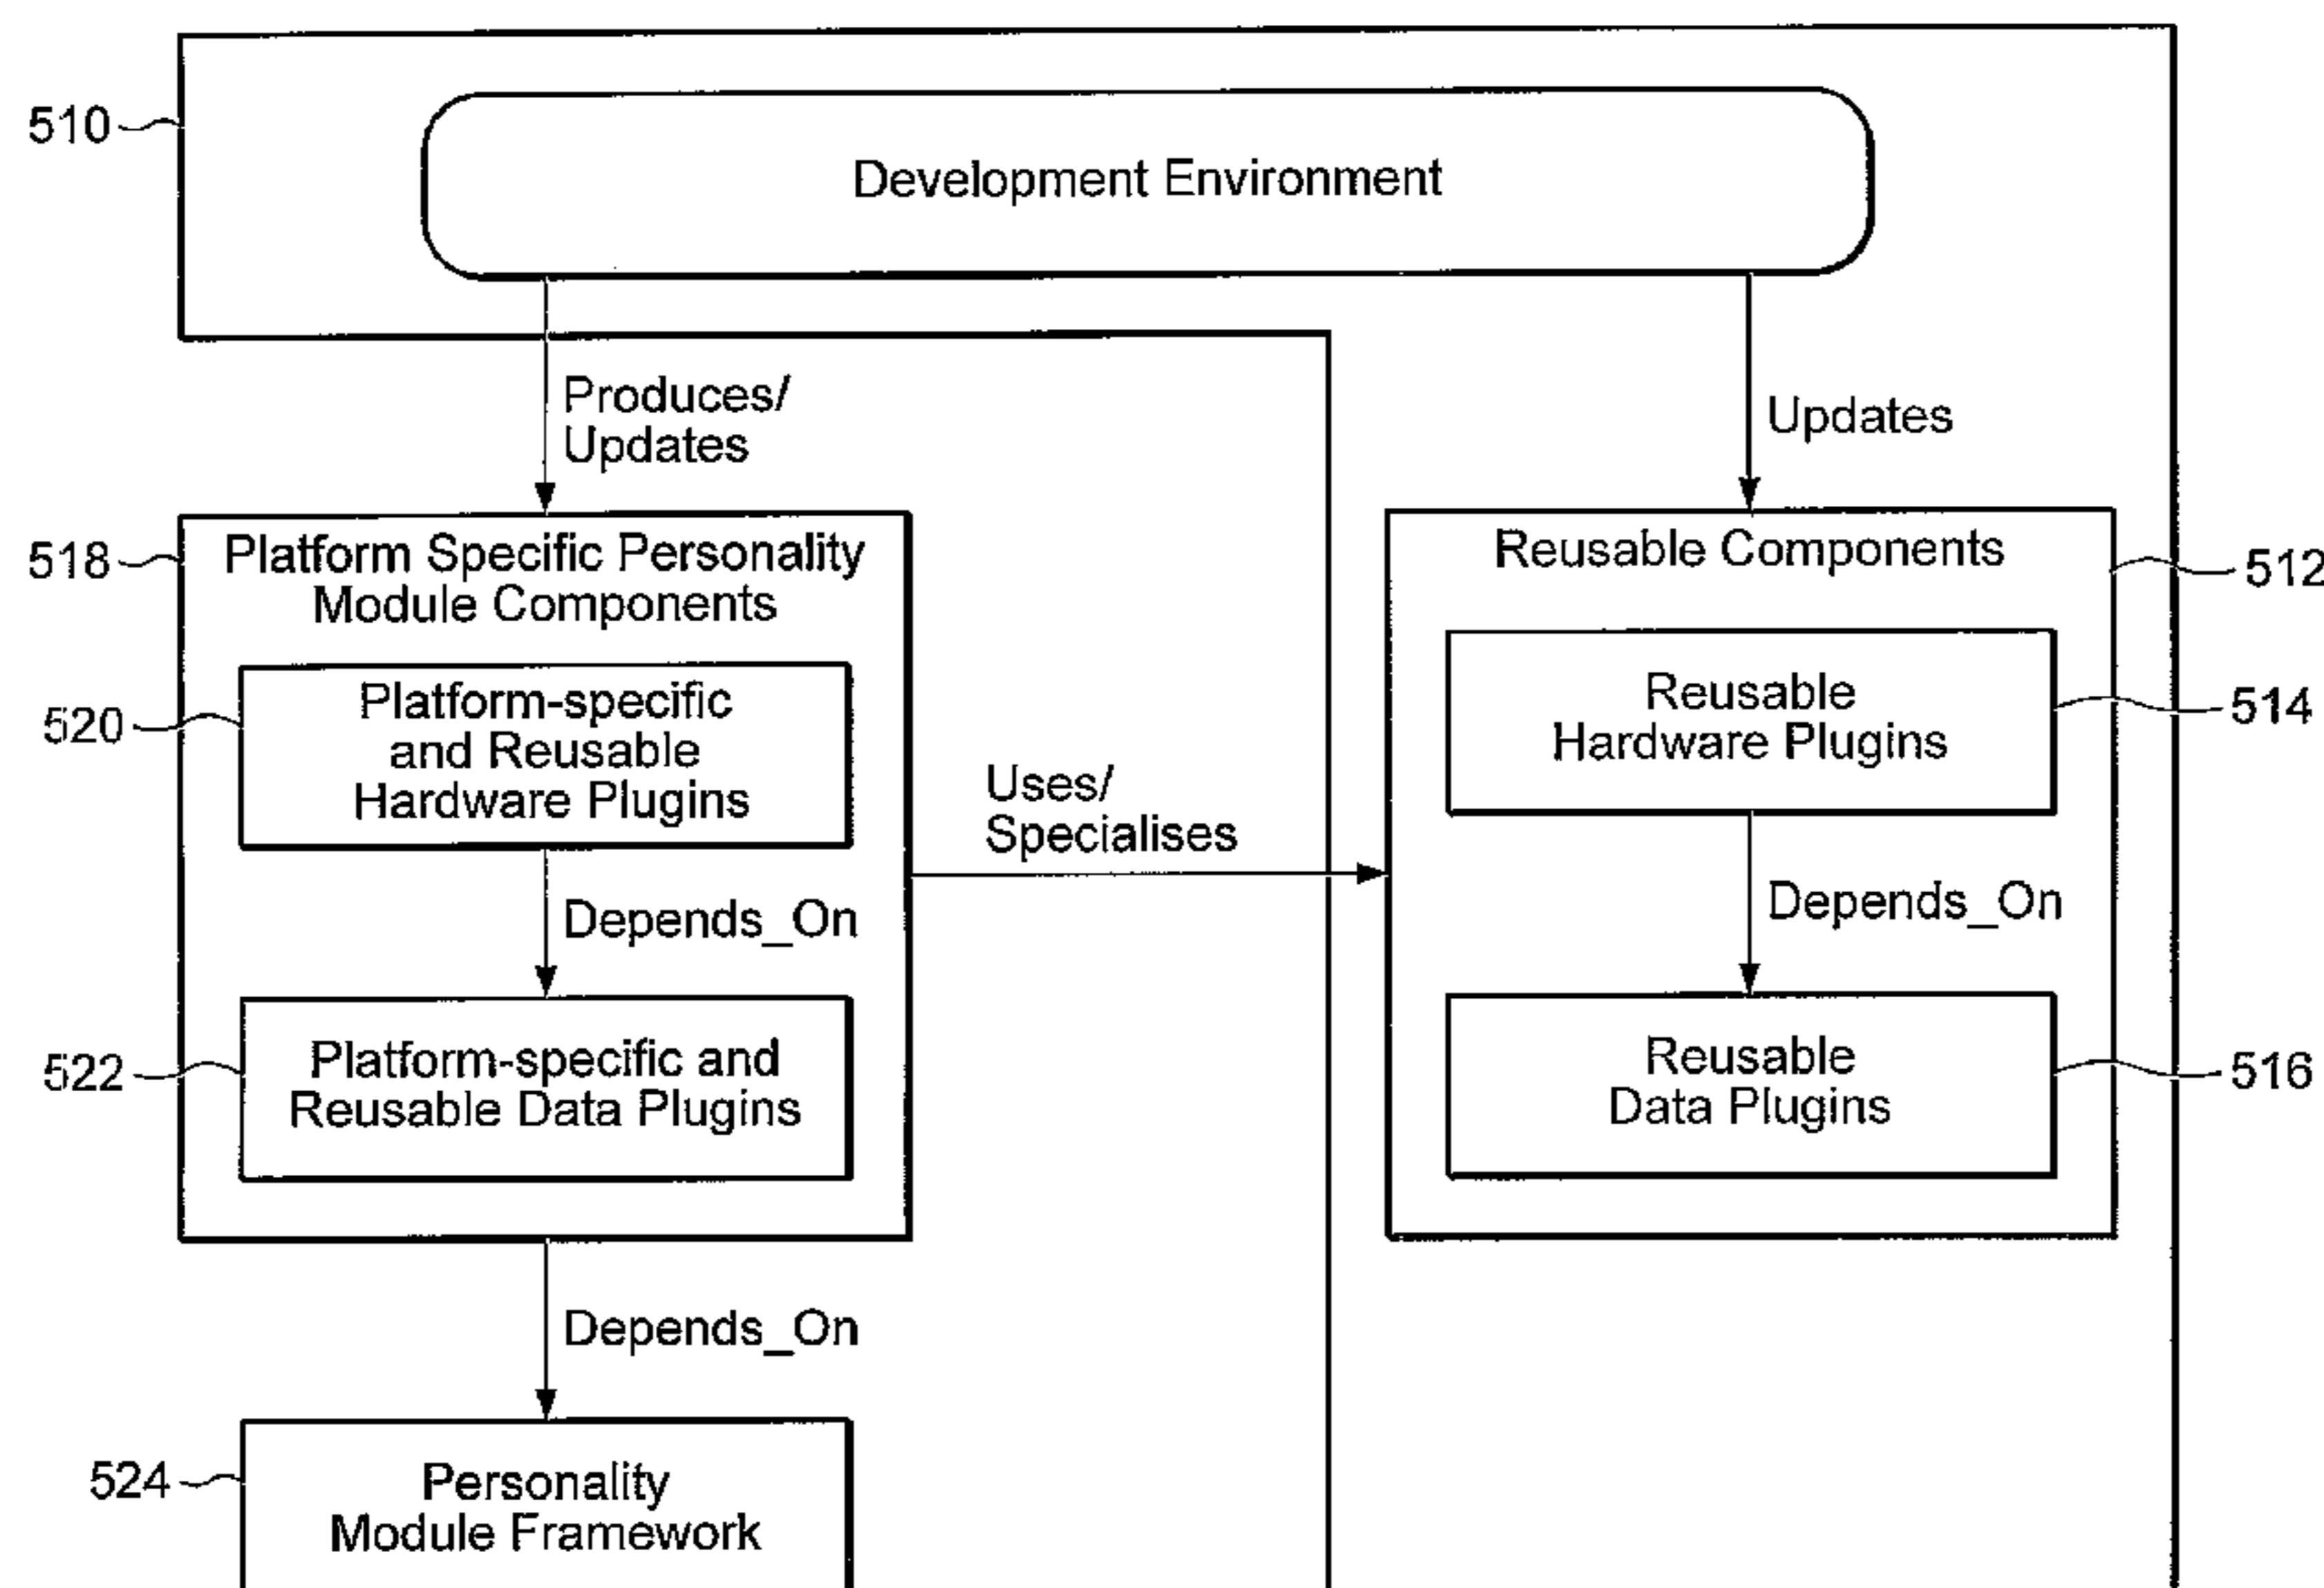 510
Development Environment
Produces/
Updates
Updates
518
Platform Specific Personality
Module Components
520
Platform-specific
and Reusable
Hardware Plugins
Depends_On
522
Platform-specific and
Reusable Data Plugins
Uses/
Specialises
Reusable Components
512
Reusable
Hardware Plugins
514
Depends_On
Reusable
Data Plugins
516
Depends_On
524
Personality
Module Framework